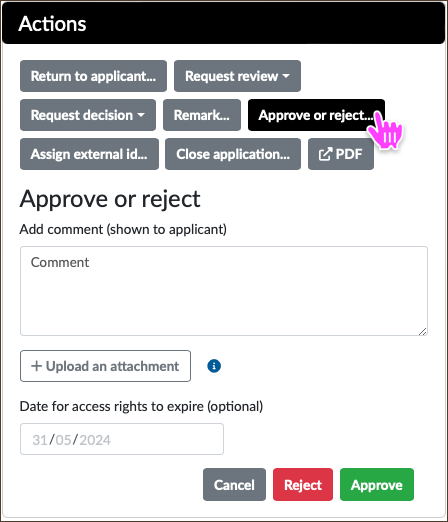 Actions
Return to applicant... Request review
Request decision Remark... Approve or reject...
Assign external id... Close application... PDF
Approve or reject
Add comment (shown to applicant)
Comment
+ Upload an attachment i
Date for access rights to expire (optional)
31/05/2024
Cancel Reject Approve